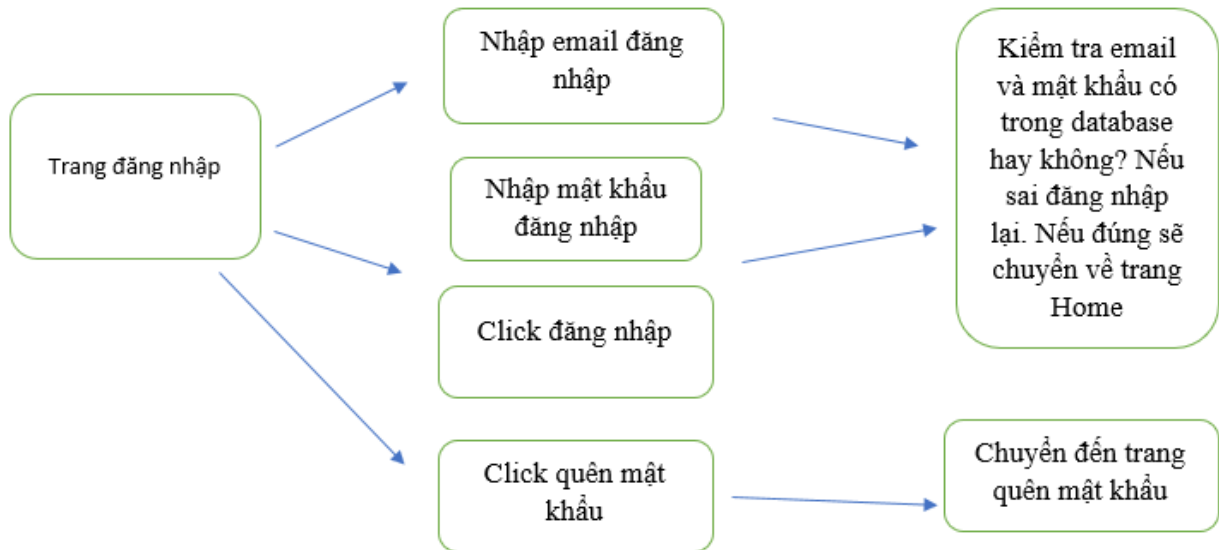 Trang đăng nhập
Nhập email đăng
nhập
Nhập mật khẩu
đăng nhập
Click đăng nhập
Click quên mật
khẩu
Kiểm tra email
và mật khẩu có
trong database
hay không? Nếu
sai đăng nhập
lại. Nếu đúng sẽ
chuyển về trang
Home
Chuyển đến trang
quên mật khẩu